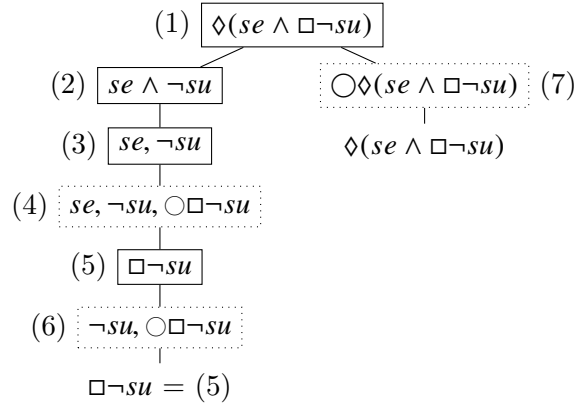 (1) ◊(se ∧ □¬su)
(2) se ∧ ¬su
◯◊(se ∧ □¬su) (7)
(3) se, ¬su
◊(se ∧ □¬su)
(4) se, ¬su, ◯□¬su
(5) □¬su
(6) ¬su, ◯□¬su
□¬su = (5)